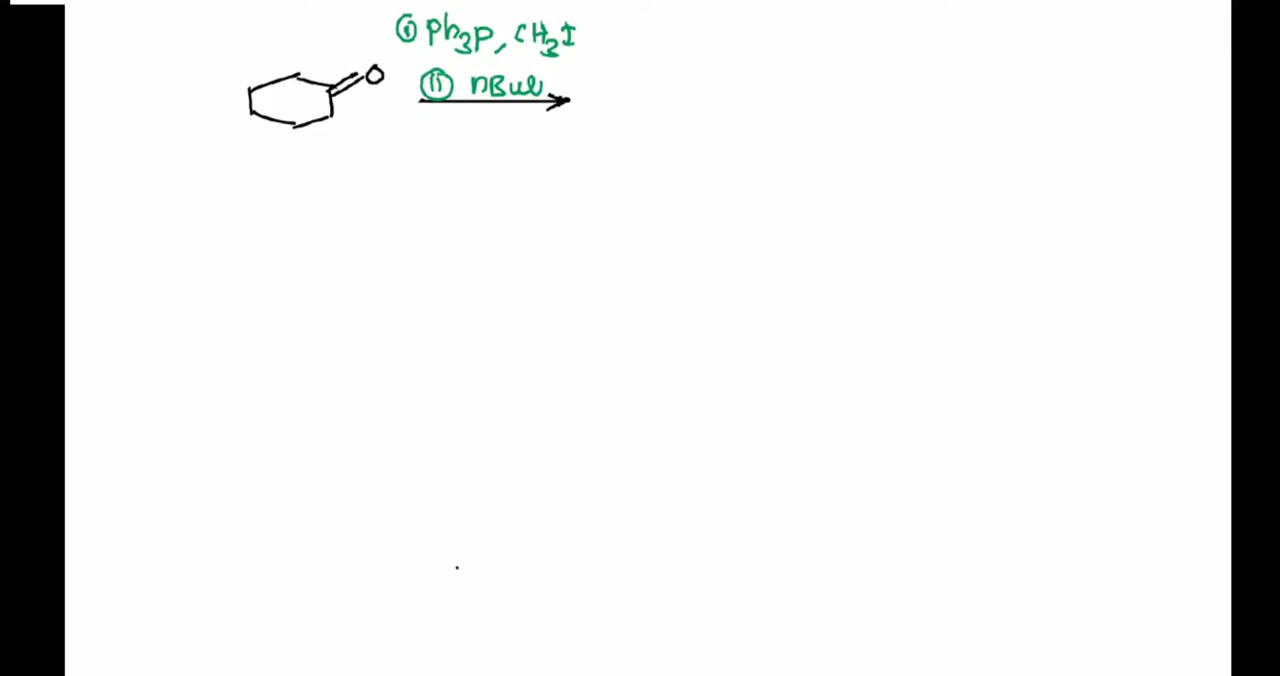 ⓘ Ph3P, CH3I
O
ⓘⓘ nBuLi